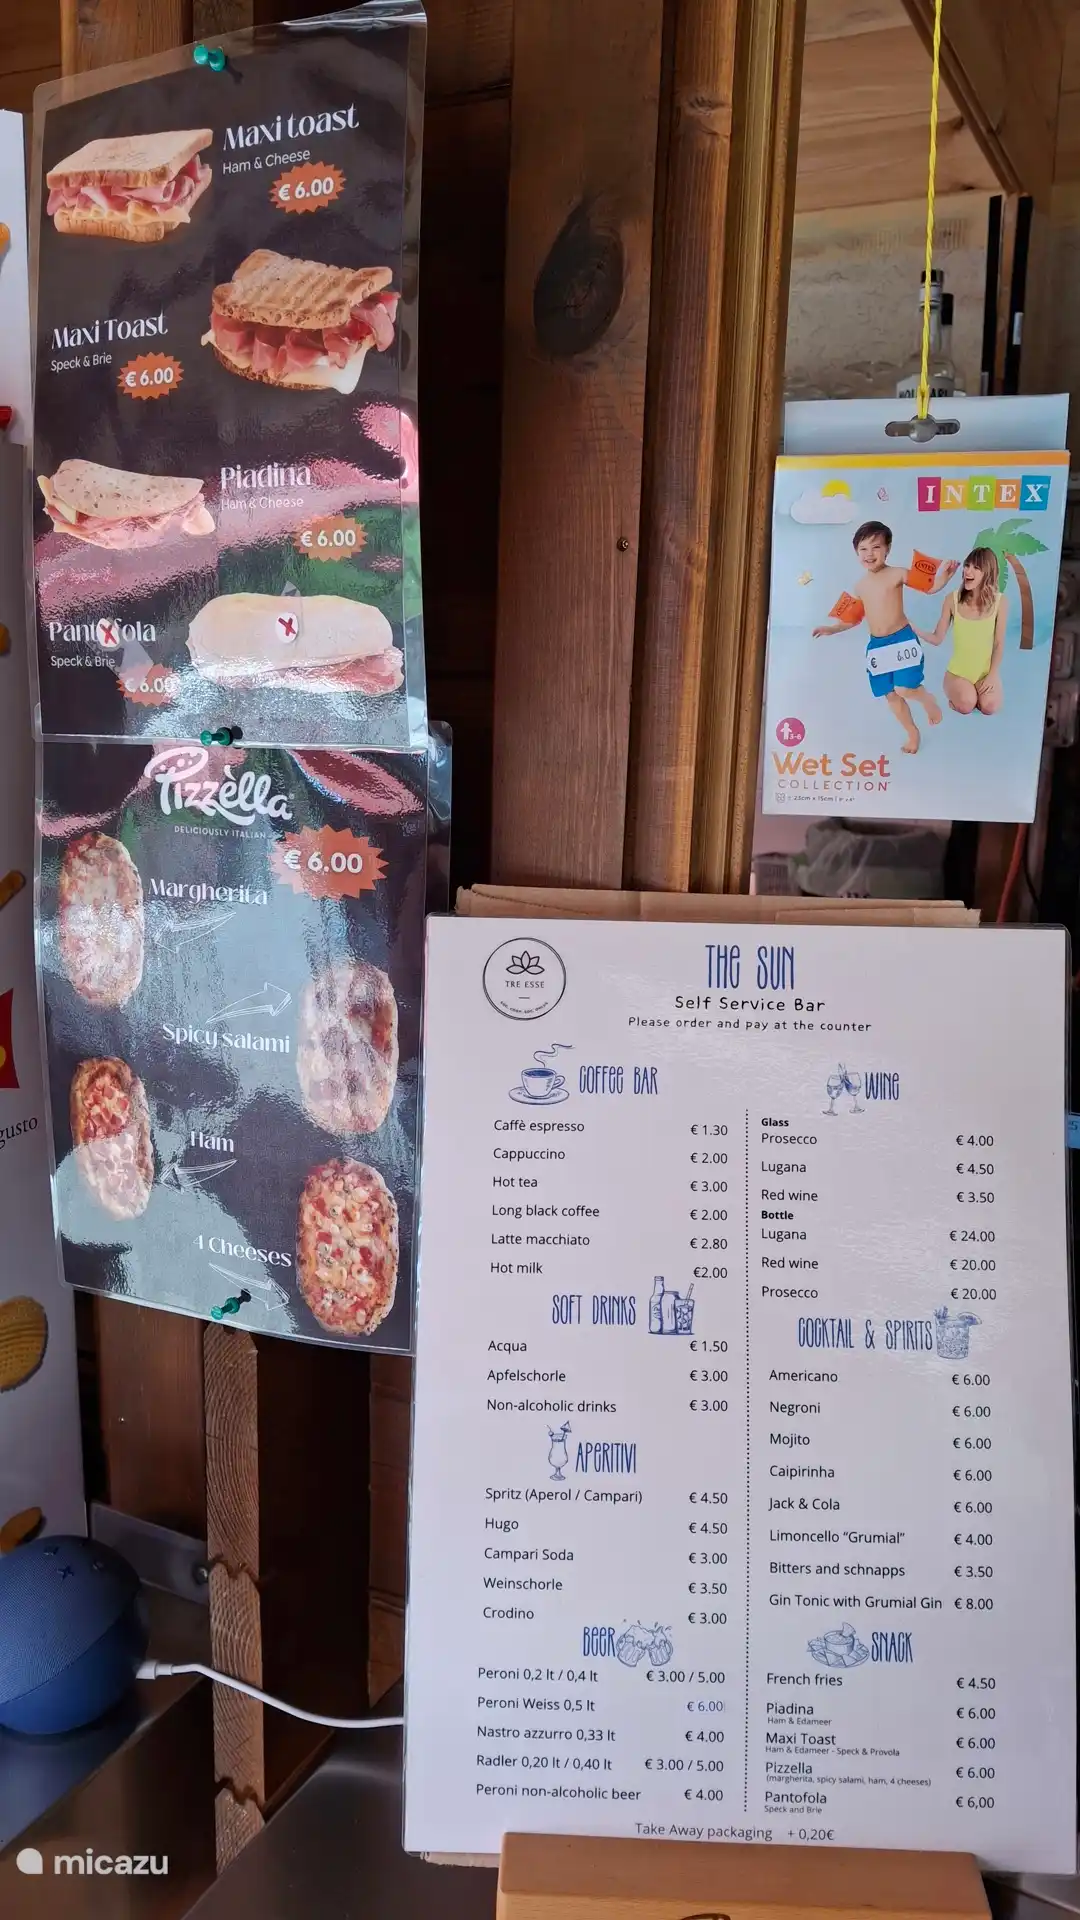 Maxi toast
Ham & Cheese
€ 6.00
Maxi Toast
Speck & Brie
€ 6.00
Piadina
Ham & Cheese
€ 6.00
Pantofola
Speck & Brie
€ 6.00
Pizzèlla
DELICIOUSLY ITALIAN
€ 6.00
Margherita
Spicy salami
Ham
4 Cheeses
gusto
INTEX
INTEX
€ 6.00
3-6
Wet Set
COLLECTION
23cm x 15cm
TRE ESSE
THE SUN
Self Service Bar
Please order and pay at the counter
COFFEE BAR
Caffè espresso € 1.30
Cappuccino € 2.00
Hot tea € 3.00
Long black coffee € 2.00
Latte macchiato € 2.80
Hot milk €2.00
SOFT DRINKS
Acqua € 1.50
Apfelschorle € 3.00
Non-alcoholic drinks € 3.00
APERITIVI
Spritz (Aperol / Campari) € 4.50
Hugo € 4.50
Campari Soda € 3.00
Weinschorle € 3.50
Crodino € 3.00
BEER
Peroni 0,2 lt / 0,4 lt € 3.00 / 5.00
Peroni Weiss 0,5 lt € 6.00
Nastro azzurro 0,33 lt € 4.00
Radler 0,20 lt / 0,40 lt € 3.00 / 5.00
Peroni non-alcoholic beer € 4.00
WINE
Glass
Prosecco € 4.00
Lugana € 4.50
Red wine € 3.50
Bottle
Lugana € 24.00
Red wine € 20.00
Prosecco € 20.00
COCKTAIL & SPIRITS
Americano € 6.00
Negroni € 6.00
Mojito € 6.00
Caipirinha € 6.00
Jack & Cola € 6.00
Limoncello “Grumial” € 4.00
Bitters and schnapps € 3.50
Gin Tonic with Grumial Gin € 8.00
SNACK
French fries € 4.50
Piadina € 6.00
Ham & Edameer
Maxi Toast € 6.00
Ham & Edameer - Speck & Provola
Pizzella € 6.00
(margherita, spicy salami, ham, 4 cheeses)
Pantofola € 6,00
Speck and Brie
Take Away packaging + 0,20€
micazu